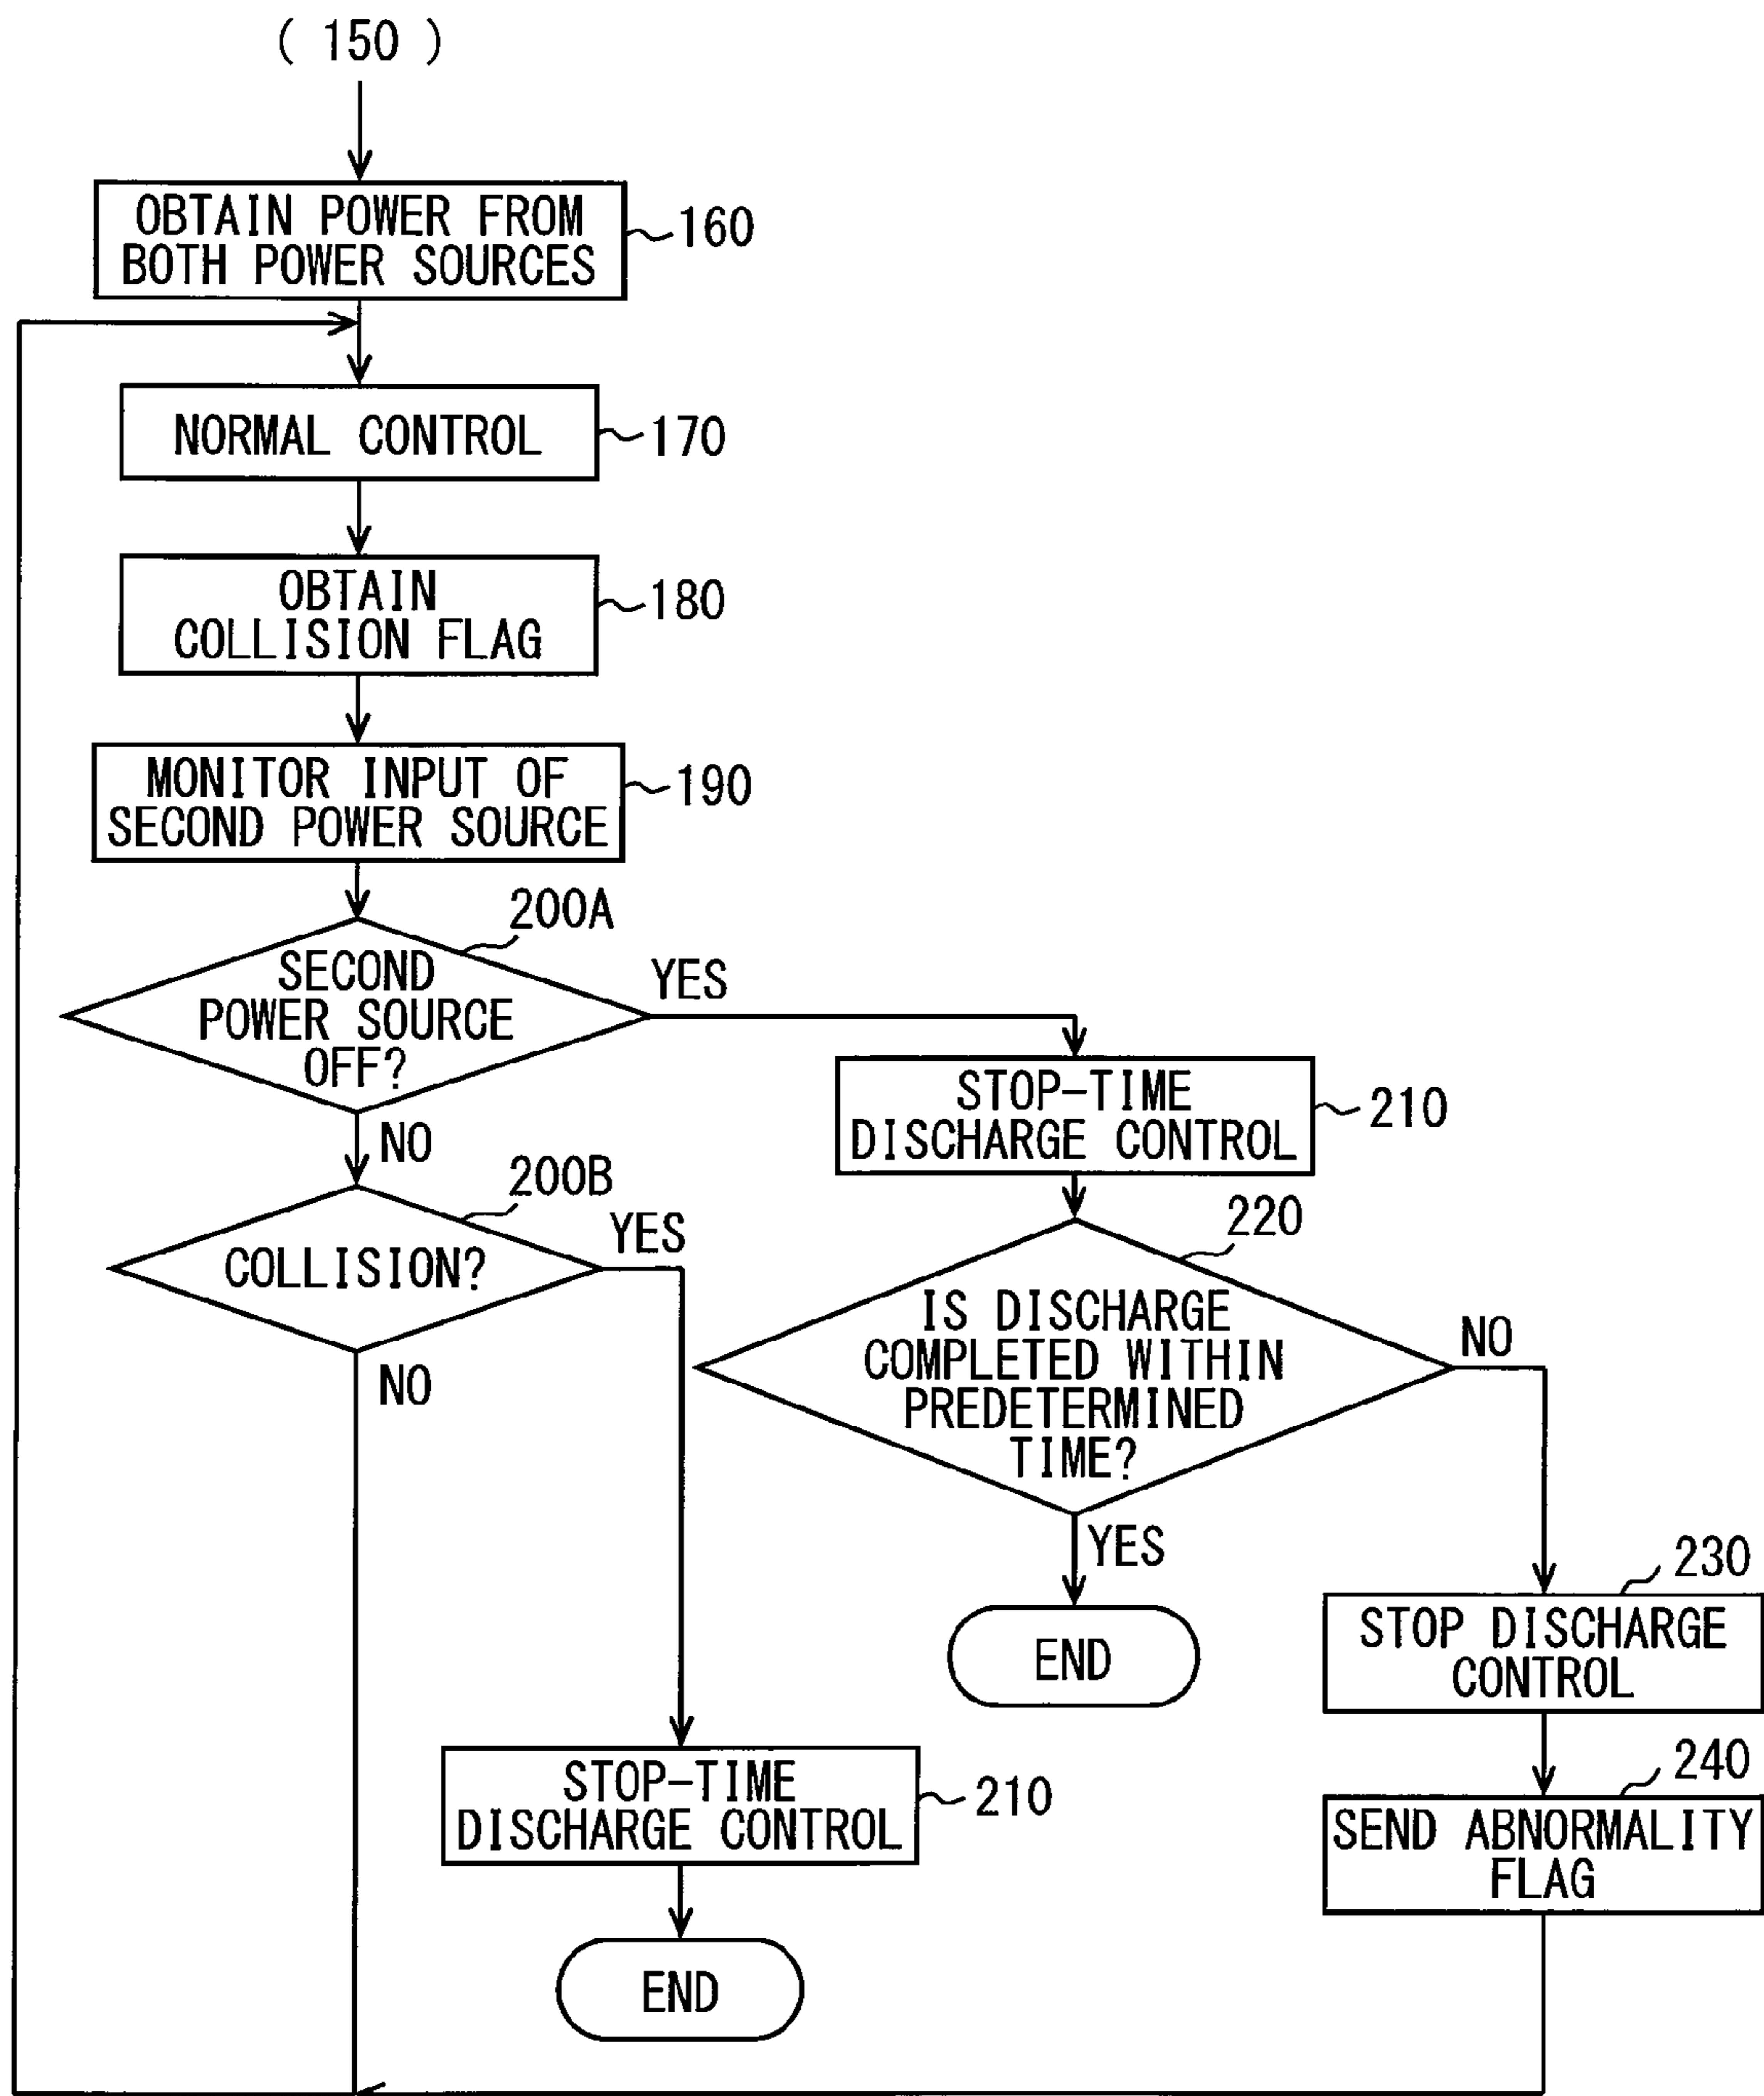 ( 150 )
OBTAIN POWER FROM
BOTH POWER SOURCES
160
NORMAL CONTROL
170
OBTAIN
COLLISION FLAG
180
MONITOR INPUT OF
SECOND POWER SOURCE
190
200A
SECOND
POWER SOURCE
OFF?
YES
NO
STOP-TIME
DISCHARGE CONTROL
210
200B
COLLISION?
YES
NO
220
IS DISCHARGE
COMPLETED WITHIN
PREDETERMINED
TIME?
NO
YES
END
230
STOP DISCHARGE
CONTROL
STOP-TIME
DISCHARGE CONTROL
210
240
SEND ABNORMALITY
FLAG
END